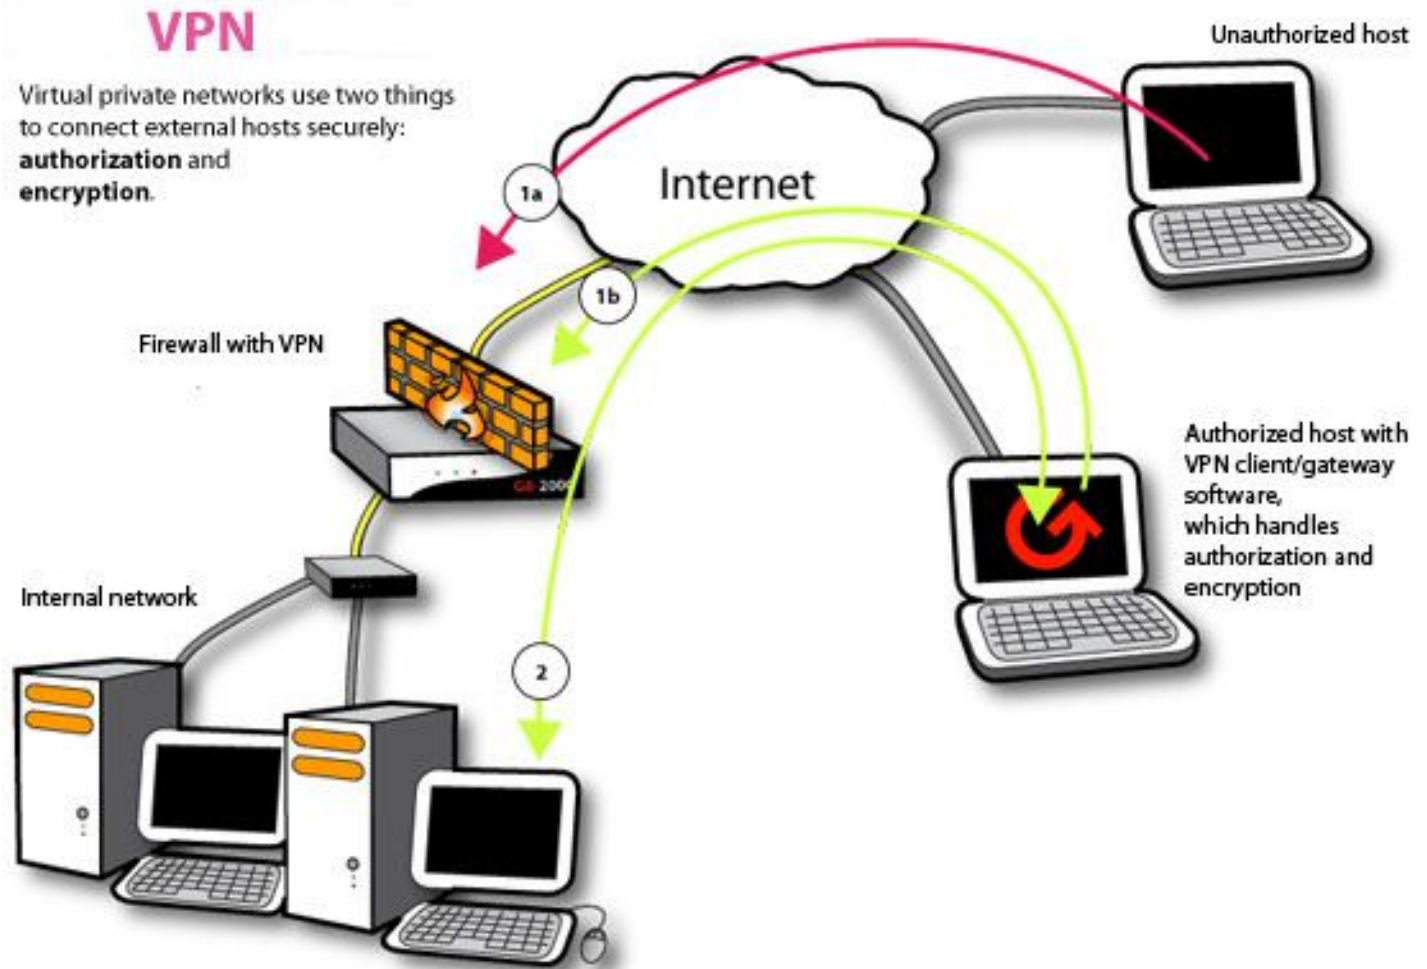 VPN
Virtual private networks use two things
to connect external hosts securely:
authorization and
encryption.
Unauthorized host
Internet
1a
1b
Firewall with VPN
GB-2000
Authorized host with
VPN client/gateway
software,
which handles
authorization and
encryption
Internal network
2